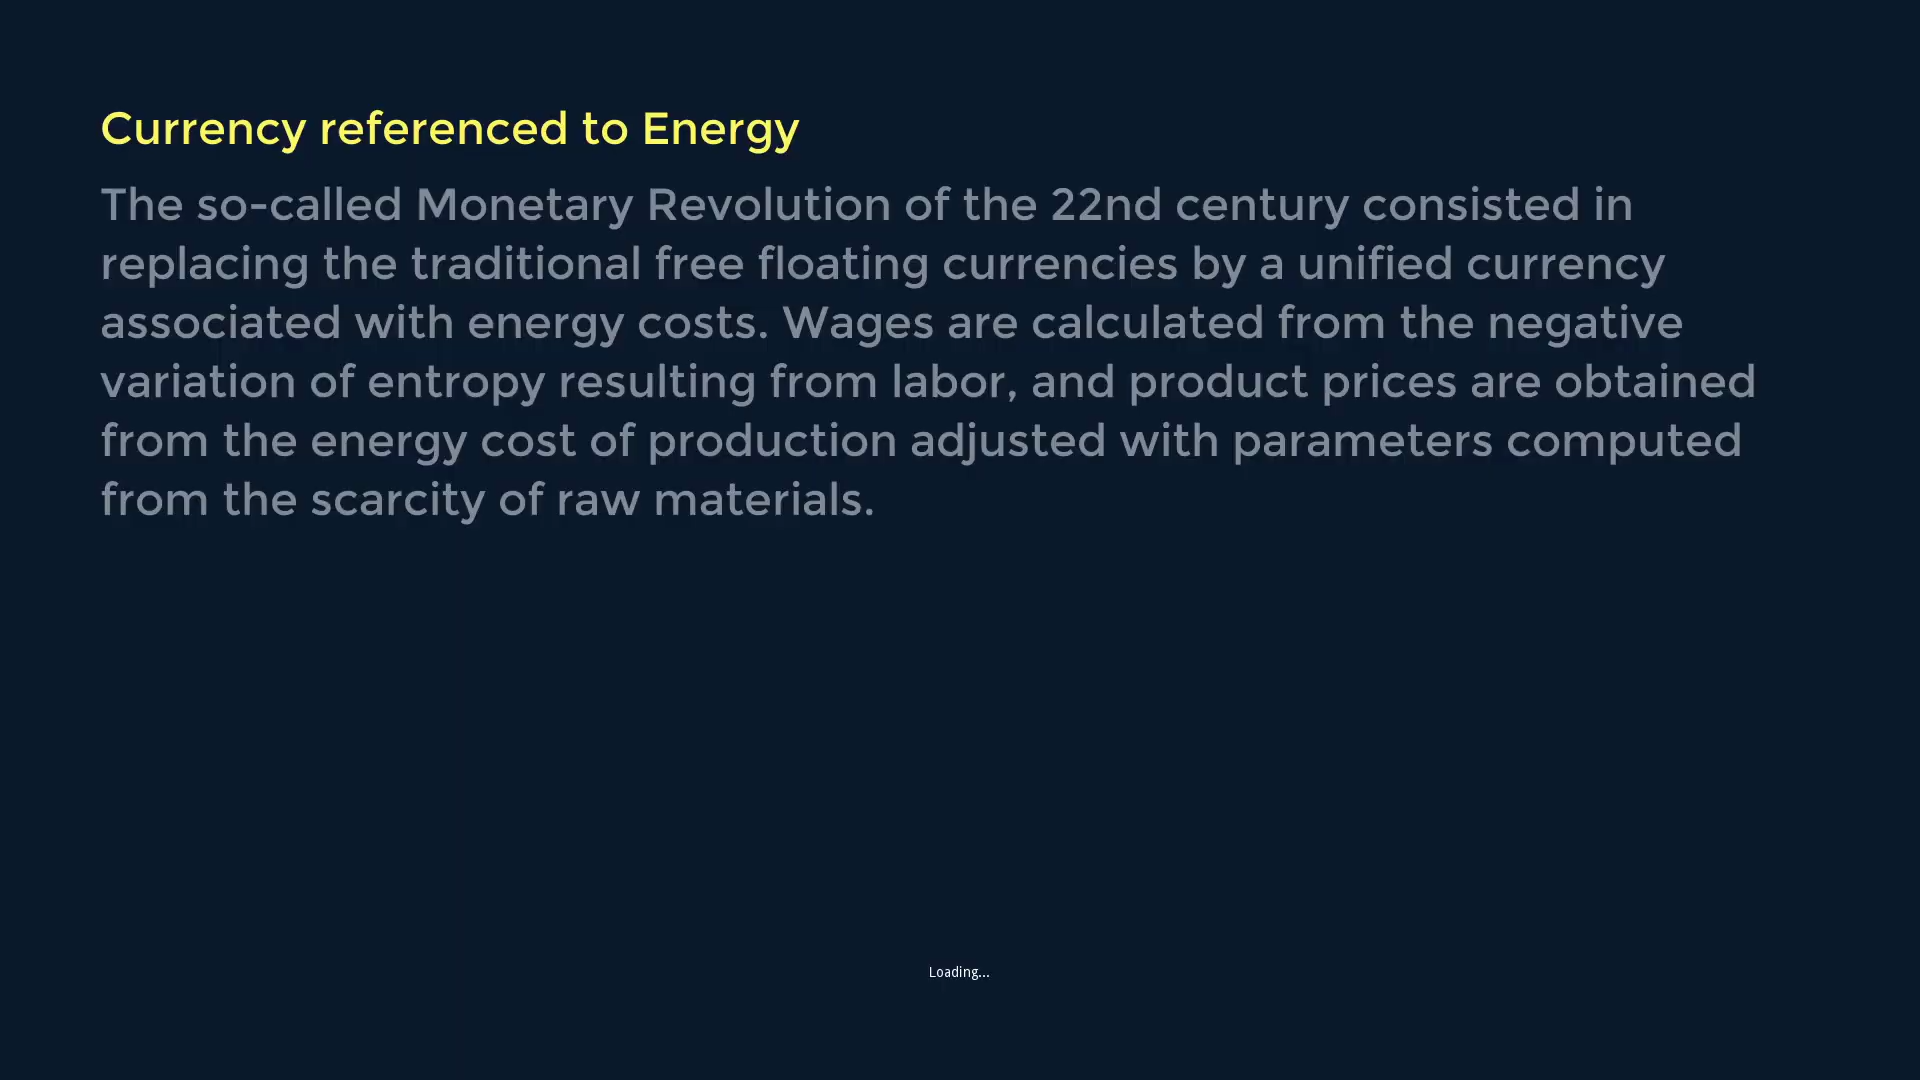 Currency referenced to Energy
The so-called Monetary Revolution of the 22nd century consisted in
replacing the traditional free floating currencies by a unified currency
associated with energy costs. Wages are calculated from the negative
variation of entropy resulting from labor, and product prices are obtained
from the energy cost of production adjusted with parameters computed
from the scarcity of raw materials.
Loading...